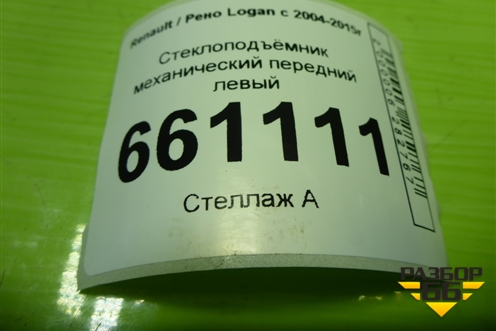 Renault / Рено Logan с 2004-2015г
Стеклоподъёмник
механический передний
левый
661111
Стеллаж А
РАЗБОР
66